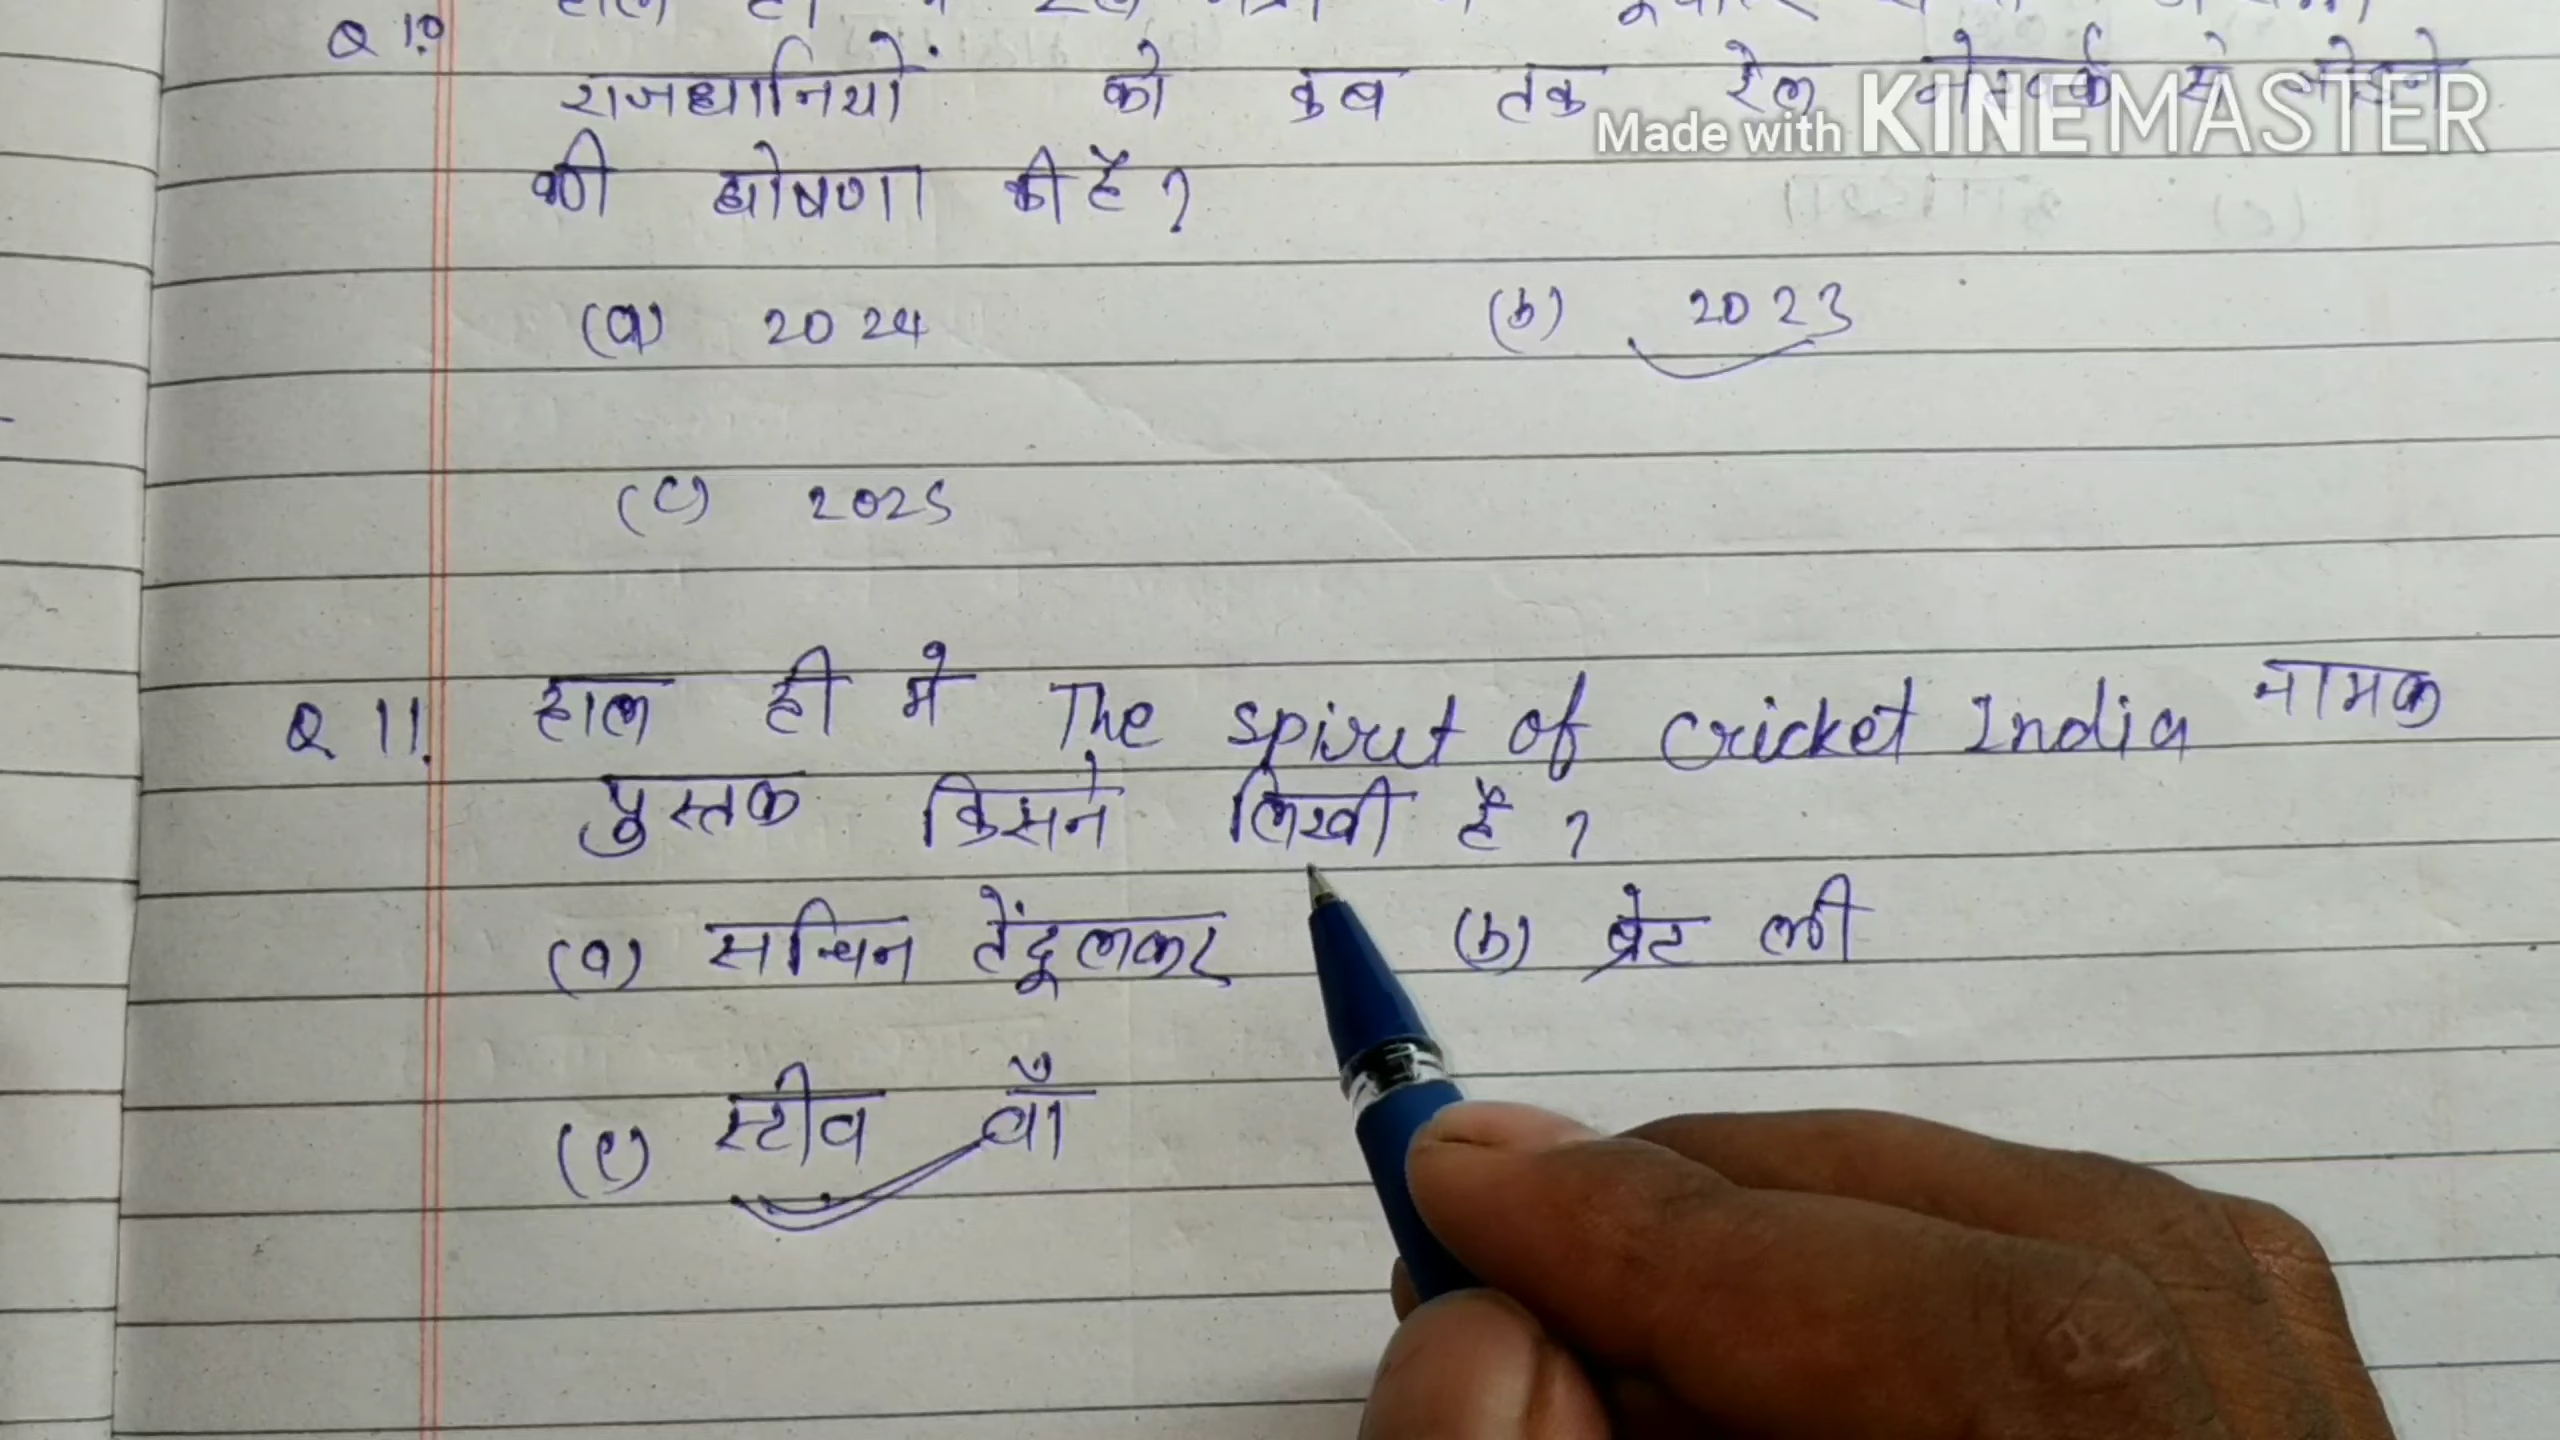 Q 10
राजधानियों को कब तक रेल नेटवर्क से जोड़ने
की घोषणा की है ?
(a) 2024 (b) 2023
(c) 2025
Made with KINEMASTER
Q 11. हाल ही मे The spirit of cricket India नामक
पुस्तक किसने लिखी है ?
(a) सचिन तेंदूलकर (b) ब्रेट ली
(c) स्टीव वॉ